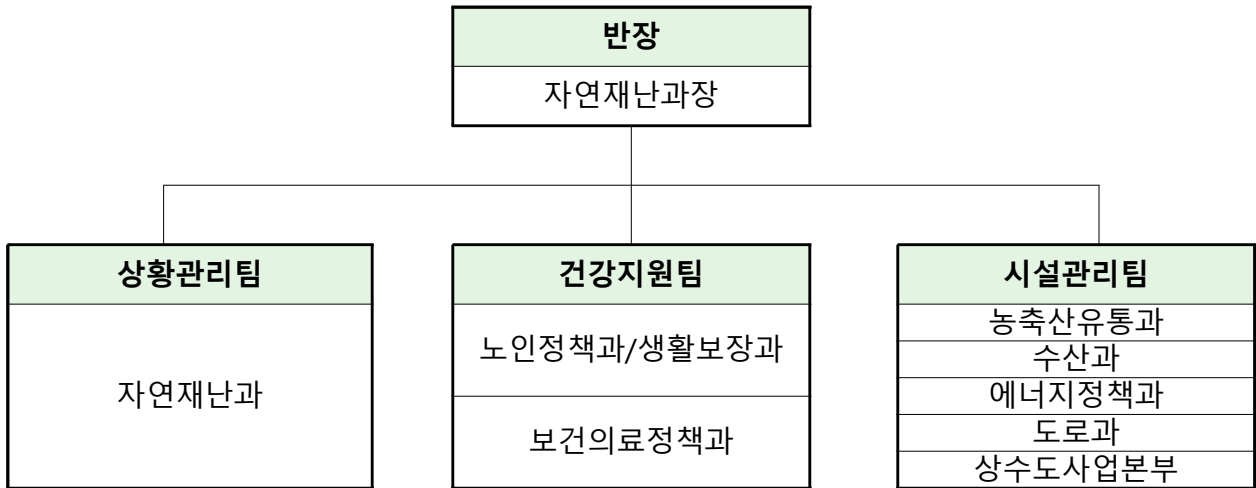 반장
자연재난과장
상황관리팀
자연재난과
건강지원팀
노인정책과/생활보장과
보건의료정책과
시설관리팀
농축산유통과
수산과
에너지정책과
도로과
상수도사업본부